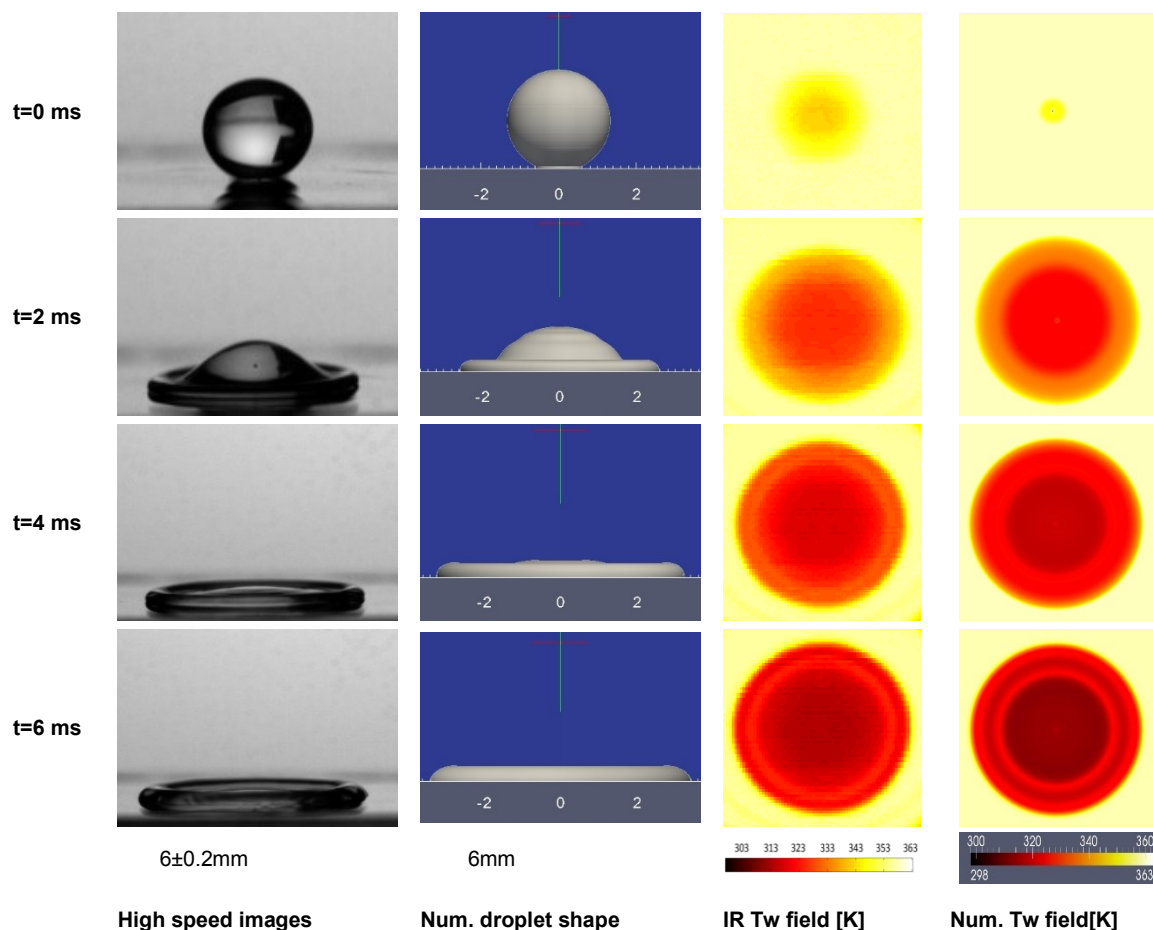 t=0 ms
-2 0 2
t=2 ms
-2 0 2
t=4 ms
-2 0 2
t=6 ms
-2 0 2
6±0.2mm
6mm
303 313 323 333 343 353 363
300 320 340 360
298 363
High speed images
Num. droplet shape
IR Tw field [K]
Num. Tw field[K]